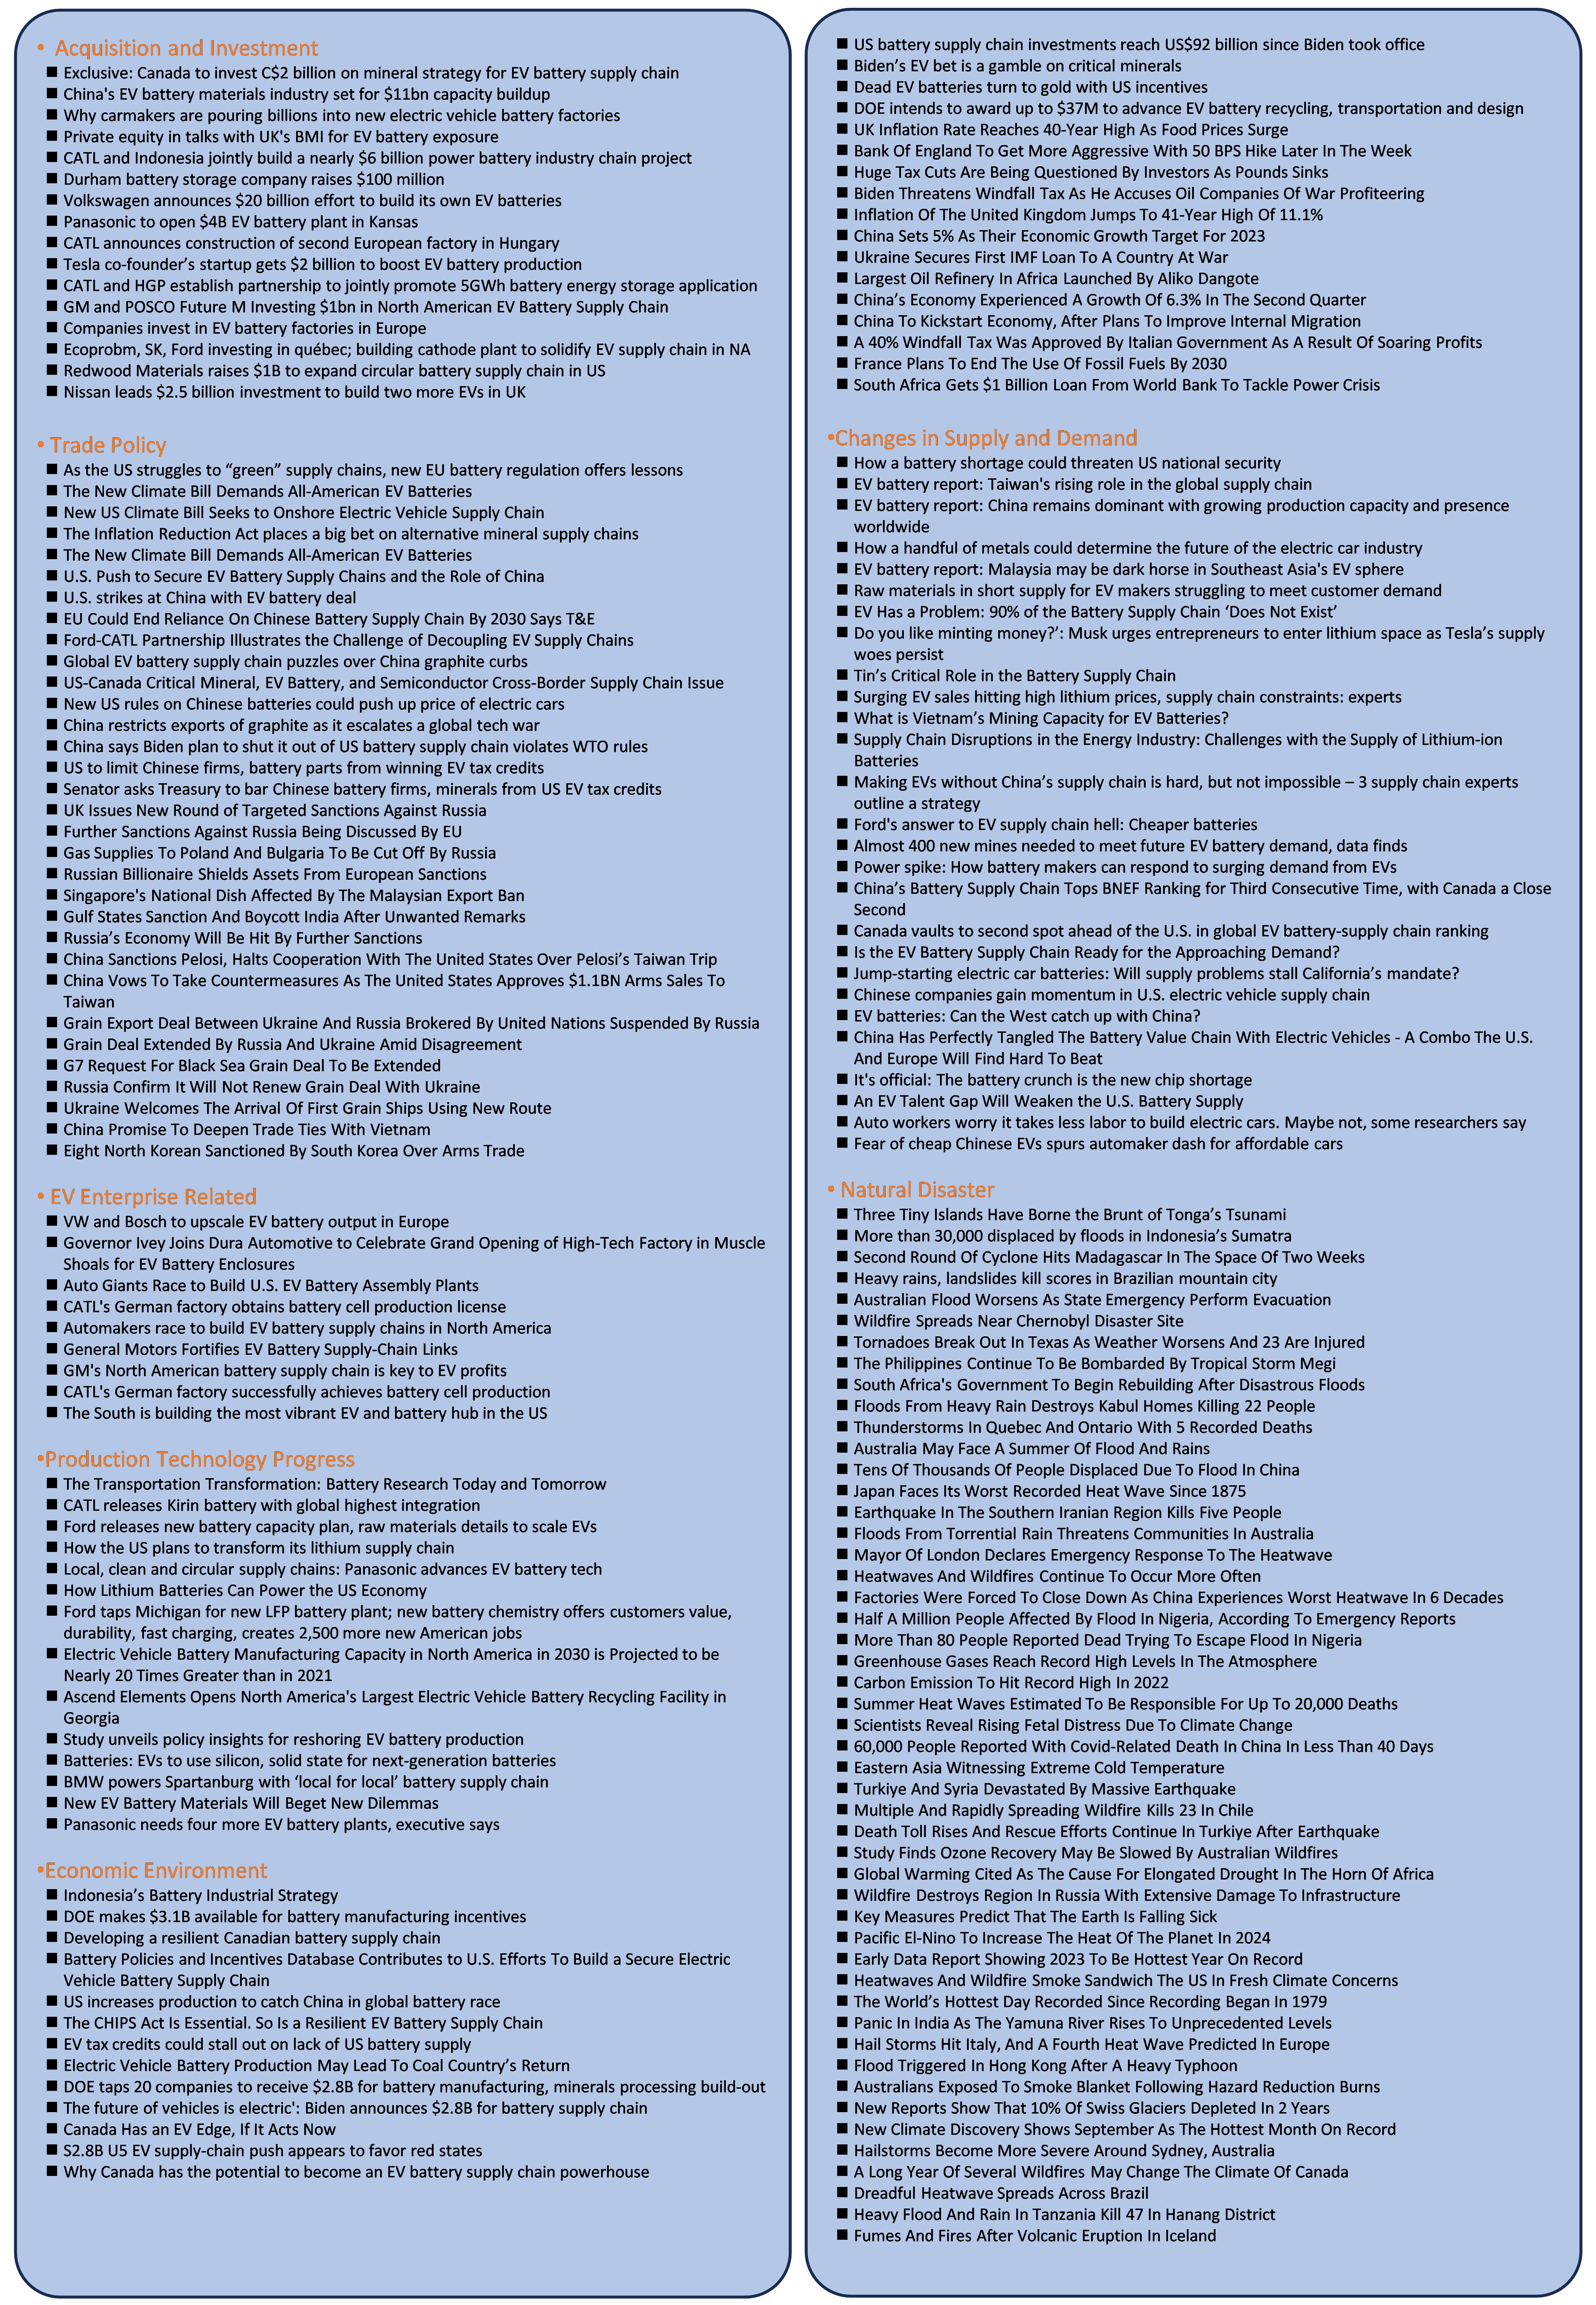 • Acquisition and Investment
■ Exclusive: Canada to invest C$2 billion on mineral strategy for EV battery supply chain
■ China's EV battery materials industry set for $11bn capacity buildup
■ Why carmakers are pouring billions into new electric vehicle battery factories
■ Private equity in talks with UK's BMI for EV battery exposure
■ CATL and Indonesia jointly build a nearly $6 billion power battery industry chain project
■ Durham battery storage company raises $100 million
■ Volkswagen announces $20 billion effort to build its own EV batteries
■ Panasonic to open $4B EV battery plant in Kansas
■ CATL announces construction of second European factory in Hungary
■ Tesla co-founder’s startup gets $2 billion to boost EV battery production
■ CATL and HGP establish partnership to jointly promote 5GWh battery energy storage application
■ GM and POSCO Future M Investing $1bn in North American EV Battery Supply Chain
■ Companies invest in EV battery factories in Europe
■ Ecoprobm, SK, Ford investing in québec; building cathode plant to solidify EV supply chain in NA
■ Redwood Materials raises $1B to expand circular battery supply chain in US
■ Nissan leads $2.5 billion investment to build two more EVs in UK
• Trade Policy
■ As the US struggles to “green” supply chains, new EU battery regulation offers lessons
■ The New Climate Bill Demands All-American EV Batteries
■ New US Climate Bill Seeks to Onshore Electric Vehicle Supply Chain
■ The Inflation Reduction Act places a big bet on alternative mineral supply chains
■ The New Climate Bill Demands All-American EV Batteries
■ U.S. Push to Secure EV Battery Supply Chains and the Role of China
■ U.S. strikes at China with EV battery deal
■ EU Could End Reliance On Chinese Battery Supply Chain By 2030 Says T&E
■ Ford-CATL Partnership Illustrates the Challenge of Decoupling EV Supply Chains
■ Global EV battery supply chain puzzles over China graphite curbs
■ US-Canada Critical Mineral, EV Battery, and Semiconductor Cross-Border Supply Chain Issue
■ New US rules on Chinese batteries could push up price of electric cars
■ China restricts exports of graphite as it escalates a global tech war
■ China says Biden plan to shut it out of US battery supply chain violates WTO rules
■ US to limit Chinese firms, battery parts from winning EV tax credits
■ Senator asks Treasury to bar Chinese battery firms, minerals from US EV tax credits
■ UK Issues New Round of Targeted Sanctions Against Russia
■ Further Sanctions Against Russia Being Discussed By EU
■ Gas Supplies To Poland And Bulgaria To Be Cut Off By Russia
■ Russian Billionaire Shields Assets From European Sanctions
■ Singapore's National Dish Affected By The Malaysian Export Ban
■ Gulf States Sanction And Boycott India After Unwanted Remarks
■ Russia’s Economy Will Be Hit By Further Sanctions
■ China Sanctions Pelosi, Halts Cooperation With The United States Over Pelosi’s Taiwan Trip
■ China Vows To Take Countermeasures As The United States Approves $1.1BN Arms Sales To
Taiwan
■ Grain Export Deal Between Ukraine And Russia Brokered By United Nations Suspended By Russia
■ Grain Deal Extended By Russia And Ukraine Amid Disagreement
■ G7 Request For Black Sea Grain Deal To Be Extended
■ Russia Confirm It Will Not Renew Grain Deal With Ukraine
■ Ukraine Welcomes The Arrival Of First Grain Ships Using New Route
■ China Promise To Deepen Trade Ties With Vietnam
■ Eight North Korean Sanctioned By South Korea Over Arms Trade
• EV Enterprise Related
■ VW and Bosch to upscale EV battery output in Europe
■ Governor Ivey Joins Dura Automotive to Celebrate Grand Opening of High-Tech Factory in Muscle
Shoals for EV Battery Enclosures
■ Auto Giants Race to Build U.S. EV Battery Assembly Plants
■ CATL's German factory obtains battery cell production license
■ Automakers race to build EV battery supply chains in North America
■ General Motors Fortifies EV Battery Supply-Chain Links
■ GM's North American battery supply chain is key to EV profits
■ CATL's German factory successfully achieves battery cell production
■ The South is building the most vibrant EV and battery hub in the US
•Production Technology Progress
■ The Transportation Transformation: Battery Research Today and Tomorrow
■ CATL releases Kirin battery with global highest integration
■ Ford releases new battery capacity plan, raw materials details to scale EVs
■ How the US plans to transform its lithium supply chain
■ Local, clean and circular supply chains: Panasonic advances EV battery tech
■ How Lithium Batteries Can Power the US Economy
■ Ford taps Michigan for new LFP battery plant; new battery chemistry offers customers value,
durability, fast charging, creates 2,500 more new American jobs
■ Electric Vehicle Battery Manufacturing Capacity in North America in 2030 is Projected to be
Nearly 20 Times Greater than in 2021
■ Ascend Elements Opens North America's Largest Electric Vehicle Battery Recycling Facility in
Georgia
■ Study unveils policy insights for reshoring EV battery production
■ Batteries: EVs to use silicon, solid state for next-generation batteries
■ BMW powers Spartanburg with ‘local for local’ battery supply chain
■ New EV Battery Materials Will Beget New Dilemmas
■ Panasonic needs four more EV battery plants, executive says
•Economic Environment
■ Indonesia’s Battery Industrial Strategy
■ DOE makes $3.1B available for battery manufacturing incentives
■ Developing a resilient Canadian battery supply chain
■ Battery Policies and Incentives Database Contributes to U.S. Efforts To Build a Secure Electric
Vehicle Battery Supply Chain
■ US increases production to catch China in global battery race
■ The CHIPS Act Is Essential. So Is a Resilient EV Battery Supply Chain
■ EV tax credits could stall out on lack of US battery supply
■ Electric Vehicle Battery Production May Lead To Coal Country’s Return
■ DOE taps 20 companies to receive $2.8B for battery manufacturing, minerals processing build-out
■ The future of vehicles is electric': Biden announces $2.8B for battery supply chain
■ Canada Has an EV Edge, If It Acts Now
■ S2.8B U5 EV supply-chain push appears to favor red states
■ Why Canada has the potential to become an EV battery supply chain powerhouse
■ US battery supply chain investments reach US$92 billion since Biden took office
■ Biden’s EV bet is a gamble on critical minerals
■ Dead EV batteries turn to gold with US incentives
■ DOE intends to award up to $37M to advance EV battery recycling, transportation and design
■ UK Inflation Rate Reaches 40-Year High As Food Prices Surge
■ Bank Of England To Get More Aggressive With 50 BPS Hike Later In The Week
■ Huge Tax Cuts Are Being Questioned By Investors As Pounds Sinks
■ Biden Threatens Windfall Tax As He Accuses Oil Companies Of War Profiteering
■ Inflation Of The United Kingdom Jumps To 41-Year High Of 11.1%
■ China Sets 5% As Their Economic Growth Target For 2023
■ Ukraine Secures First IMF Loan To A Country At War
■ Largest Oil Refinery In Africa Launched By Aliko Dangote
■ China’s Economy Experienced A Growth Of 6.3% In The Second Quarter
■ China To Kickstart Economy, After Plans To Improve Internal Migration
■ A 40% Windfall Tax Was Approved By Italian Government As A Result Of Soaring Profits
■ France Plans To End The Use Of Fossil Fuels By 2030
■ South Africa Gets $1 Billion Loan From World Bank To Tackle Power Crisis
•Changes in Supply and Demand
■ How a battery shortage could threaten US national security
■ EV battery report: Taiwan's rising role in the global supply chain
■ EV battery report: China remains dominant with growing production capacity and presence
worldwide
■ How a handful of metals could determine the future of the electric car industry
■ EV battery report: Malaysia may be dark horse in Southeast Asia's EV sphere
■ Raw materials in short supply for EV makers struggling to meet customer demand
■ EV Has a Problem: 90% of the Battery Supply Chain ‘Does Not Exist’
■ Do you like minting money?’: Musk urges entrepreneurs to enter lithium space as Tesla’s supply
woes persist
■ Tin’s Critical Role in the Battery Supply Chain
■ Surging EV sales hitting high lithium prices, supply chain constraints: experts
■ What is Vietnam’s Mining Capacity for EV Batteries?
■ Supply Chain Disruptions in the Energy Industry: Challenges with the Supply of Lithium-ion
Batteries
■ Making EVs without China’s supply chain is hard, but not impossible – 3 supply chain experts
outline a strategy
■ Ford's answer to EV supply chain hell: Cheaper batteries
■ Almost 400 new mines needed to meet future EV battery demand, data finds
■ Power spike: How battery makers can respond to surging demand from EVs
■ China’s Battery Supply Chain Tops BNEF Ranking for Third Consecutive Time, with Canada a Close
Second
■ Canada vaults to second spot ahead of the U.S. in global EV battery-supply chain ranking
■ Is the EV Battery Supply Chain Ready for the Approaching Demand?
■ Jump-starting electric car batteries: Will supply problems stall California’s mandate?
■ Chinese companies gain momentum in U.S. electric vehicle supply chain
■ EV batteries: Can the West catch up with China?
■ China Has Perfectly Tangled The Battery Value Chain With Electric Vehicles - A Combo The U.S.
And Europe Will Find Hard To Beat
■ It's official: The battery crunch is the new chip shortage
■ An EV Talent Gap Will Weaken the U.S. Battery Supply
■ Auto workers worry it takes less labor to build electric cars. Maybe not, some researchers say
■ Fear of cheap Chinese EVs spurs automaker dash for affordable cars
• Natural Disaster
■ Three Tiny Islands Have Borne the Brunt of Tonga’s Tsunami
■ More than 30,000 displaced by floods in Indonesia’s Sumatra
■ Second Round Of Cyclone Hits Madagascar In The Space Of Two Weeks
■ Heavy rains, landslides kill scores in Brazilian mountain city
■ Australian Flood Worsens As State Emergency Perform Evacuation
■ Wildfire Spreads Near Chernobyl Disaster Site
■ Tornadoes Break Out In Texas As Weather Worsens And 23 Are Injured
■ The Philippines Continue To Be Bombarded By Tropical Storm Megi
■ South Africa's Government To Begin Rebuilding After Disastrous Floods
■ Floods From Heavy Rain Destroys Kabul Homes Killing 22 People
■ Thunderstorms In Quebec And Ontario With 5 Recorded Deaths
■ Australia May Face A Summer Of Flood And Rains
■ Tens Of Thousands Of People Displaced Due To Flood In China
■ Japan Faces Its Worst Recorded Heat Wave Since 1875
■ Earthquake In The Southern Iranian Region Kills Five People
■ Floods From Torrential Rain Threatens Communities In Australia
■ Mayor Of London Declares Emergency Response To The Heatwave
■ Heatwaves And Wildfires Continue To Occur More Often
■ Factories Were Forced To Close Down As China Experiences Worst Heatwave In 6 Decades
■ Half A Million People Affected By Flood In Nigeria, According To Emergency Reports
■ More Than 80 People Reported Dead Trying To Escape Flood In Nigeria
■ Greenhouse Gases Reach Record High Levels In The Atmosphere
■ Carbon Emission To Hit Record High In 2022
■ Summer Heat Waves Estimated To Be Responsible For Up To 20,000 Deaths
■ Scientists Reveal Rising Fetal Distress Due To Climate Change
■ 60,000 People Reported With Covid-Related Death In China In Less Than 40 Days
■ Eastern Asia Witnessing Extreme Cold Temperature
■ Turkiye And Syria Devastated By Massive Earthquake
■ Multiple And Rapidly Spreading Wildfire Kills 23 In Chile
■ Death Toll Rises And Rescue Efforts Continue In Turkiye After Earthquake
■ Study Finds Ozone Recovery May Be Slowed By Australian Wildfires
■ Global Warming Cited As The Cause For Elongated Drought In The Horn Of Africa
■ Wildfire Destroys Region In Russia With Extensive Damage To Infrastructure
■ Key Measures Predict That The Earth Is Falling Sick
■ Pacific El-Nino To Increase The Heat Of The Planet In 2024
■ Early Data Report Showing 2023 To Be Hottest Year On Record
■ Heatwaves And Wildfire Smoke Sandwich The US In Fresh Climate Concerns
■ The World’s Hottest Day Recorded Since Recording Began In 1979
■ Panic In India As The Yamuna River Rises To Unprecedented Levels
■ Hail Storms Hit Italy, And A Fourth Heat Wave Predicted In Europe
■ Flood Triggered In Hong Kong After A Heavy Typhoon
■ Australians Exposed To Smoke Blanket Following Hazard Reduction Burns
■ New Reports Show That 10% Of Swiss Glaciers Depleted In 2 Years
■ New Climate Discovery Shows September As The Hottest Month On Record
■ Hailstorms Become More Severe Around Sydney, Australia
■ A Long Year Of Several Wildfires May Change The Climate Of Canada
■ Dreadful Heatwave Spreads Across Brazil
■ Heavy Flood And Rain In Tanzania Kill 47 In Hanang District
■ Fumes And Fires After Volcanic Eruption In Iceland